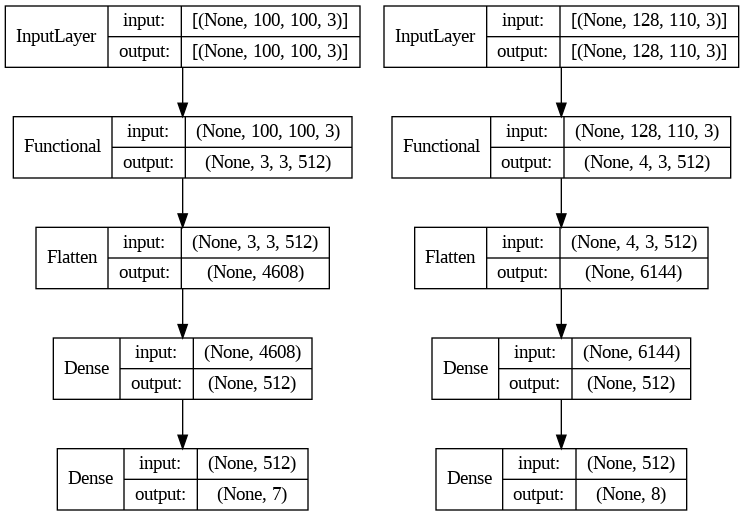 InputLayer
input: [(None, 100, 100, 3)]
output: [(None, 100, 100, 3)]
Functional
input: (None, 100, 100, 3)
output: (None, 3, 3, 512)
Flatten
input: (None, 3, 3, 512)
output: (None, 4608)
Dense
input: (None, 4608)
output: (None, 512)
Dense
input: (None, 512)
output: (None, 7)
InputLayer
input: [(None, 128, 110, 3)]
output: [(None, 128, 110, 3)]
Functional
input: (None, 128, 110, 3)
output: (None, 4, 3, 512)
Flatten
input: (None, 4, 3, 512)
output: (None, 6144)
Dense
input: (None, 6144)
output: (None, 512)
Dense
input: (None, 512)
output: (None, 8)